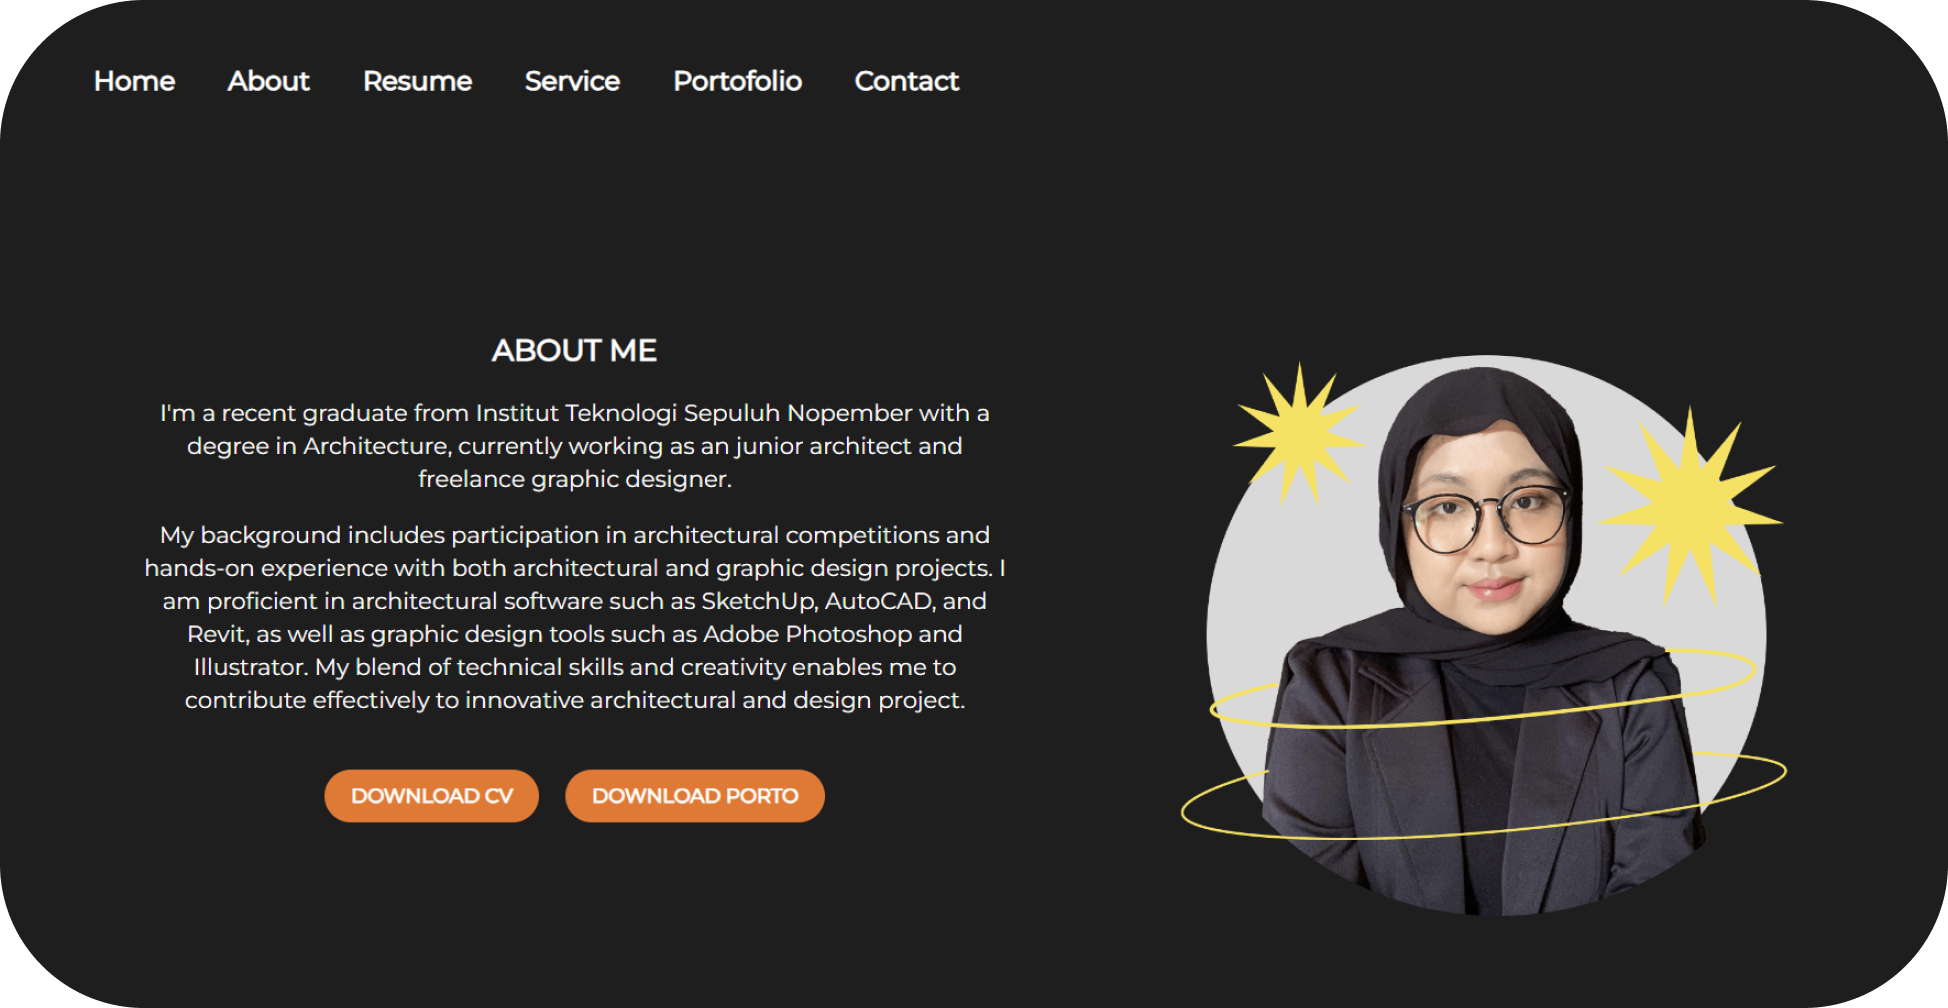 Home About Resume Service Portofolio Contact
ABOUT ME
I'm a recent graduate from Institut Teknologi Sepuluh Nopember with a
degree in Architecture, currently working as an junior architect and
freelance graphic designer.
My background includes participation in architectural competitions and
hands-on experience with both architectural and graphic design projects. I
am proficient in architectural software such as SketchUp, AutoCAD, and
Revit, as well as graphic design tools such as Adobe Photoshop and
Illustrator. My blend of technical skills and creativity enables me to
contribute effectively to innovative architectural and design project.
DOWNLOAD CV DOWNLOAD PORTO